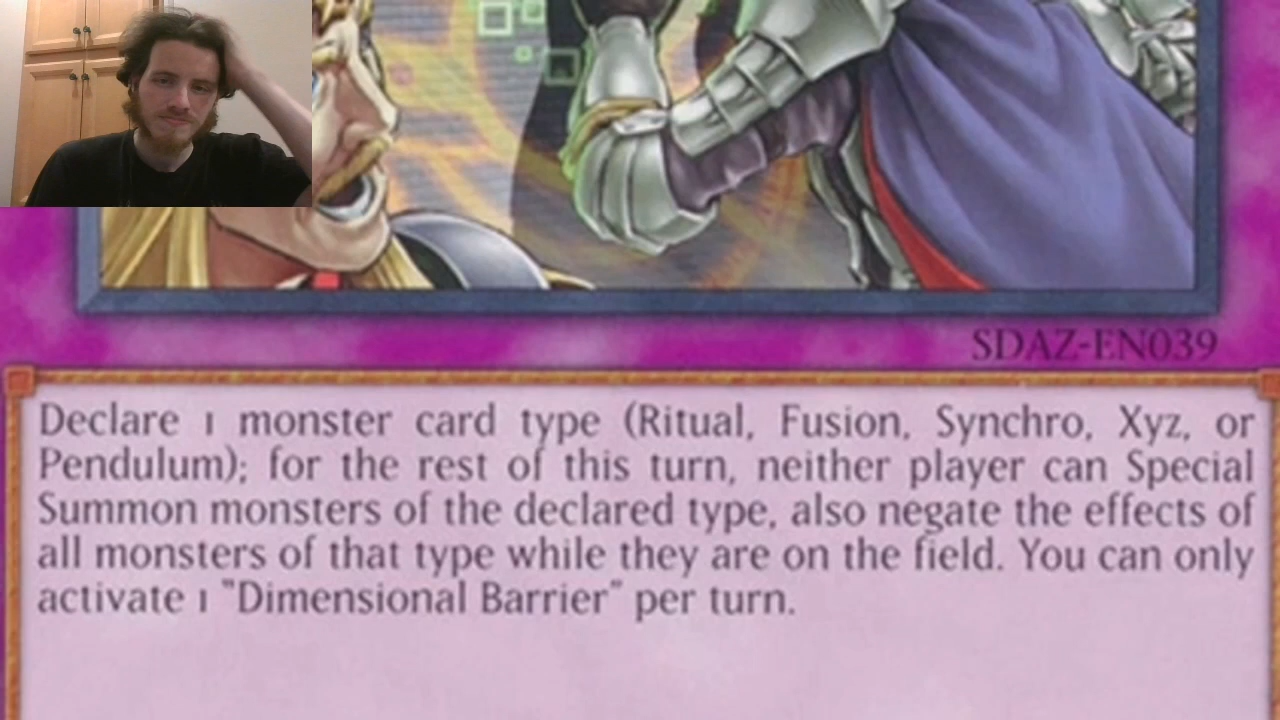 SDAZ-EN039
Declare 1 monster card type (Ritual, Fusion, Synchro, Xyz, or
Pendulum); for the rest of this turn, neither player can Special
Summon monsters of the declared type, also negate the effects of
all monsters of that type while they are on the field. You can only
activate 1 "Dimensional Barrier" per turn.